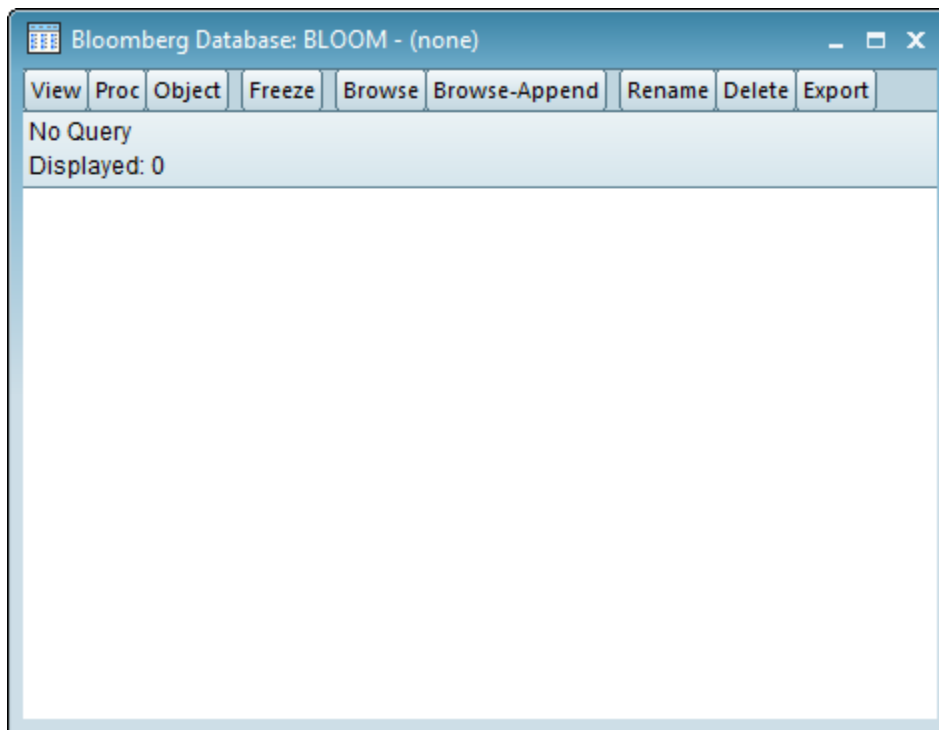 Bloomberg Database: BLOOM - (none)
View Proc Object Freeze Browse Browse-Append Rename Delete Export
No Query
Displayed: 0